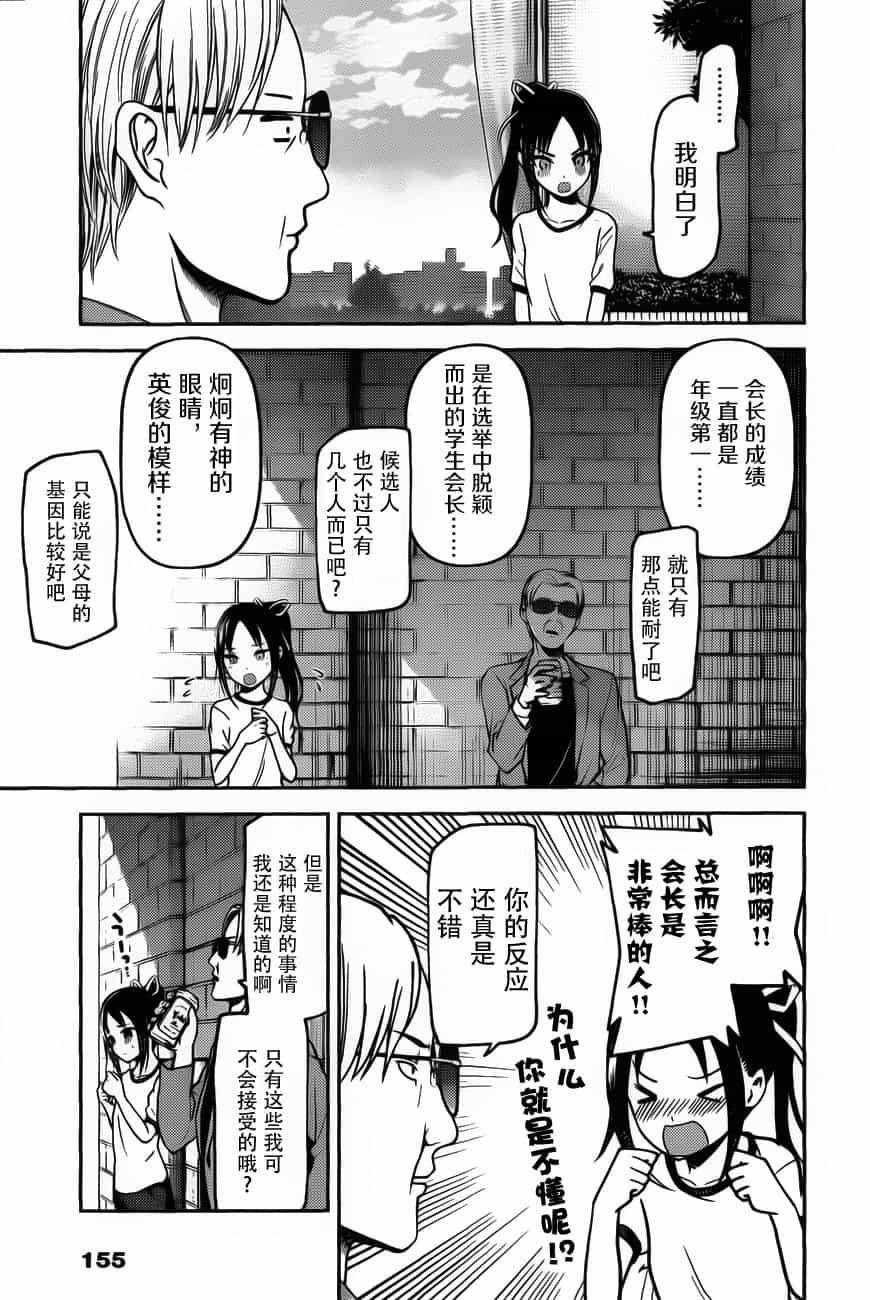 ……
我明白了
会长的成绩
一直都是
年级第一……
就只有
那点能耐了吧
是在选举中脱颖
而出的学生会长……
候选人
也不过只有
几个人而已吧？
炯炯有神的
眼睛，
英俊的模样……
只能说是父母的
基因比较好吧
啊啊啊!!
总而言之
会长是
非常棒的人!!
为什么
你就是不懂呢!?
你的反应
还真是
不错
但是
这种程度的事情
我还是知道的啊
只有这些我可
不会接受的哦？
うーっ
155